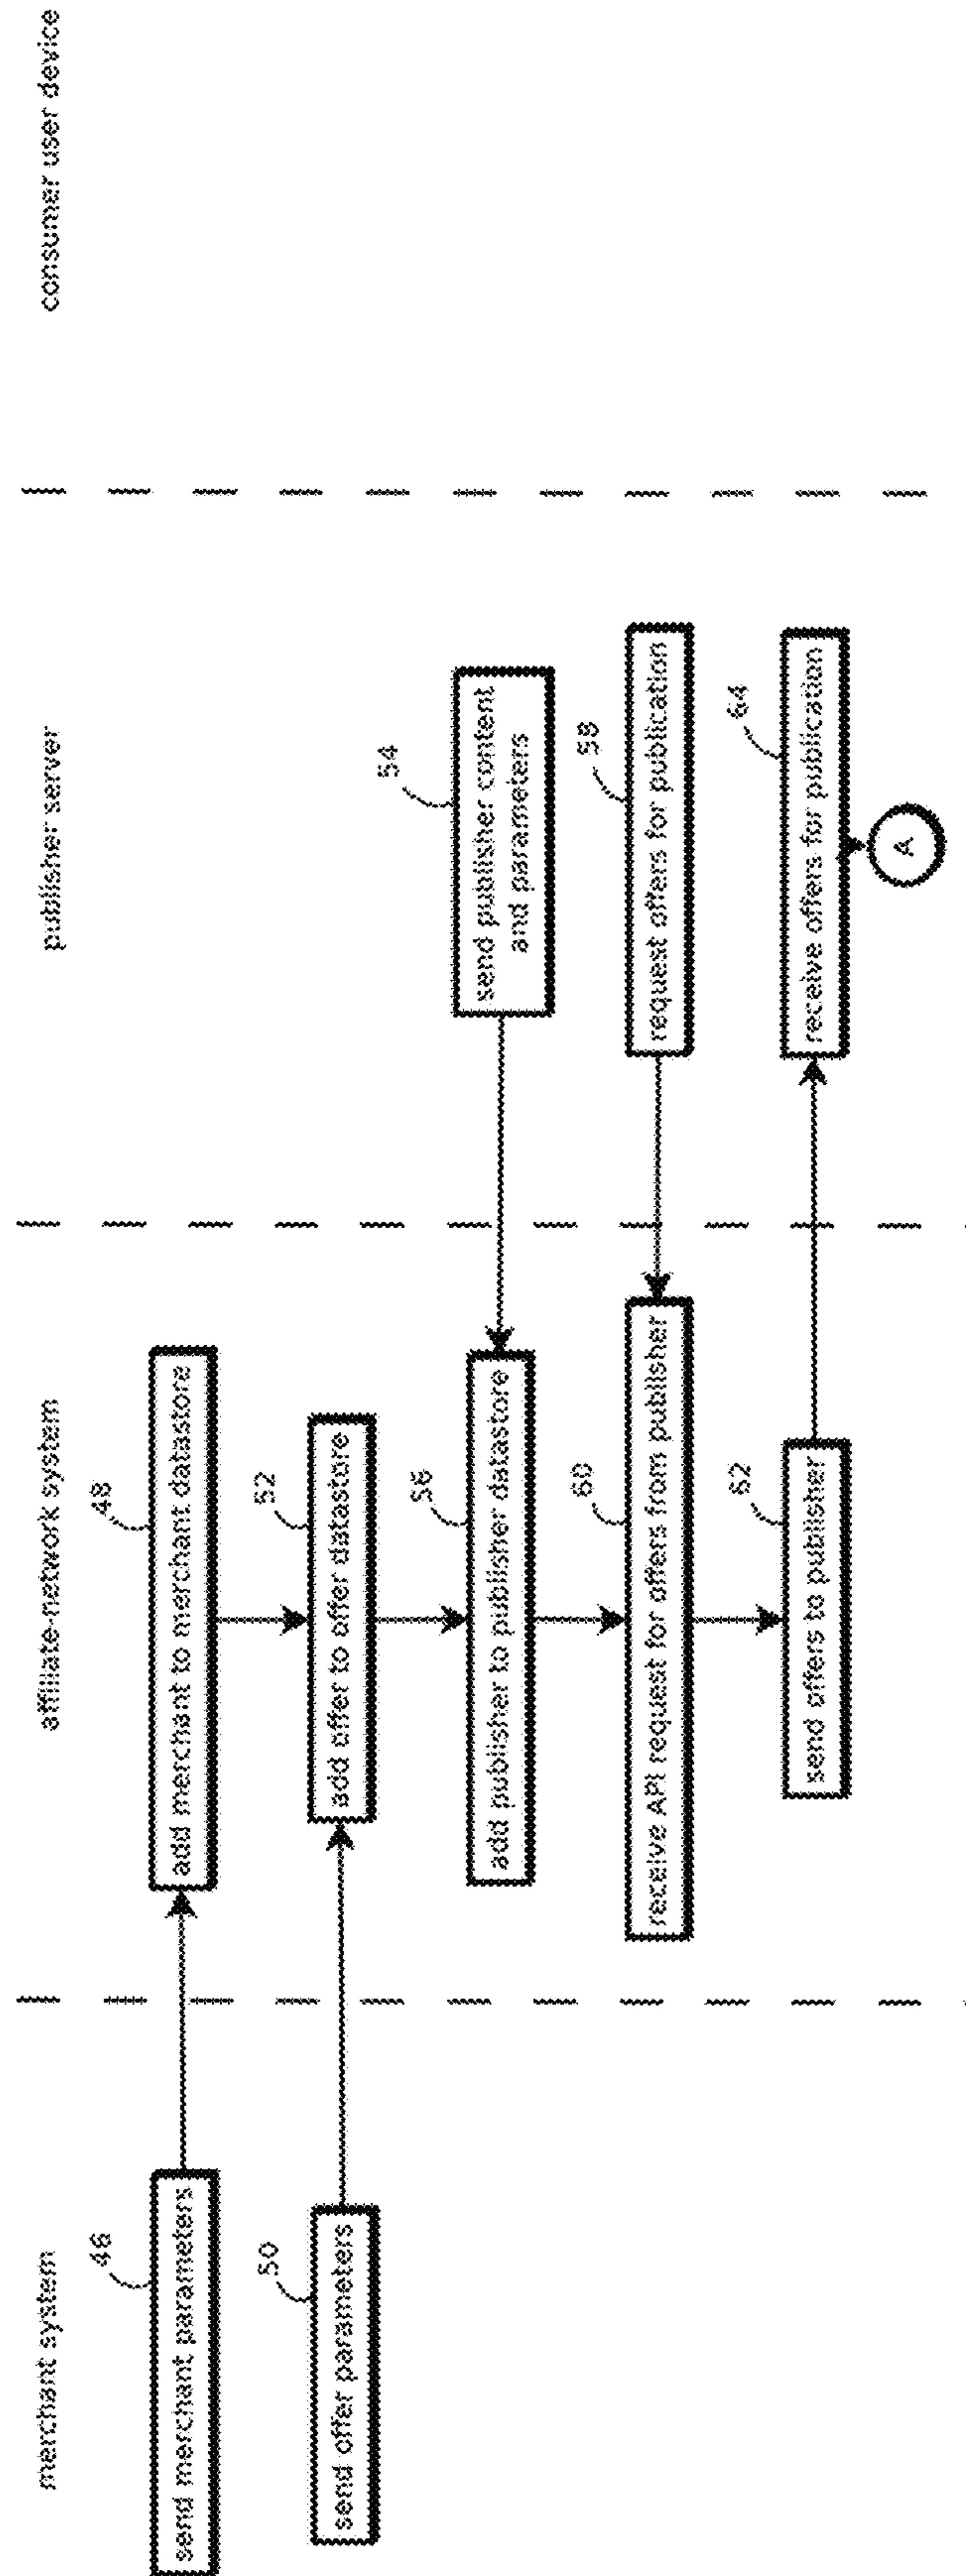 merchant system
affiliate-network system
publisher server
consumer user device
46
send merchant parameters
48
add merchant to merchant datastore
50
send offer parameters
52
add offer to offer datastore
54
send publisher content
and parameters
56
add publisher to publisher datastore
58
request offers for publication
60
receive API request for offers from publisher
62
send offers to publisher
64
receive offers for publication
A